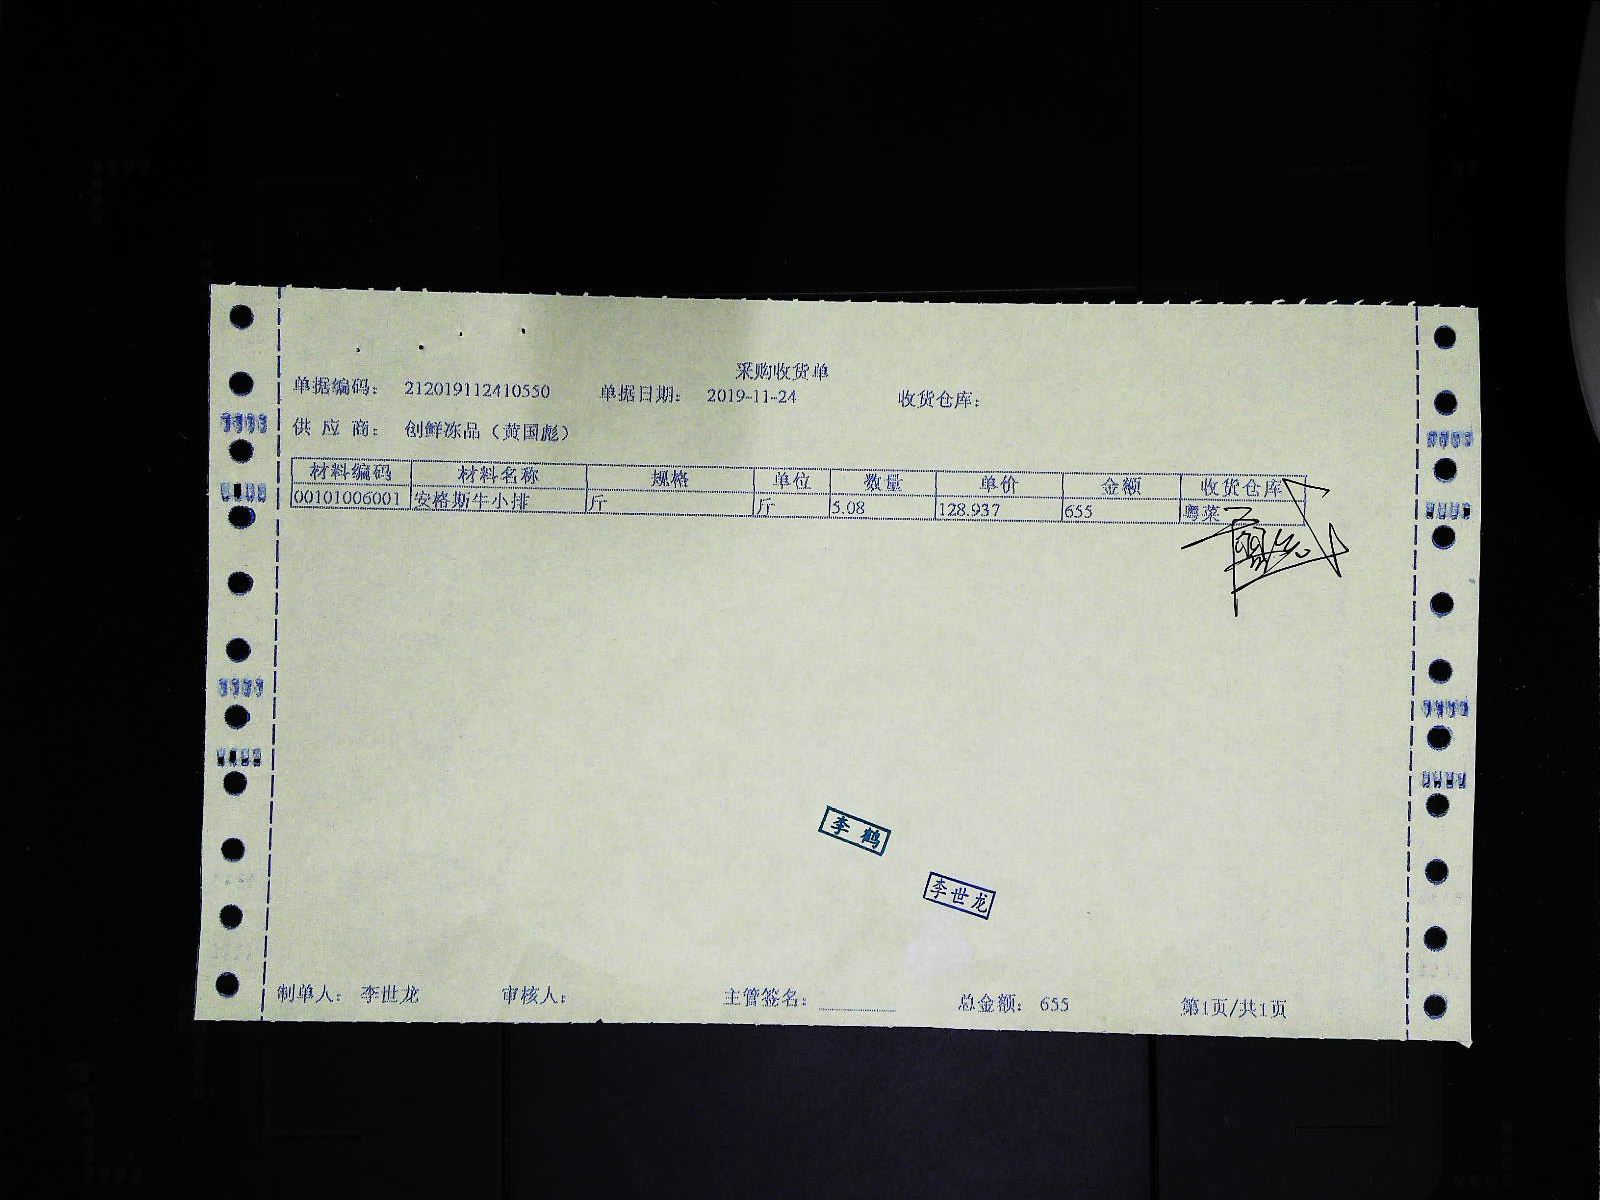 采购收货单
单据编码： 212019112410550 单据日期： 2019-11-24 收货仓库：
供 应 商： 创鲜冻品（黄国彪）
材料编码 材料名称 规格 单位 数量 单价 金额 收货仓库
00101006001 安格斯牛小排 斤 斤 5.08 128.937 655 粤菜
李 鹤
李世龙
制单人： 李世龙 审核人： 主管签名： 总金额： 655 第1页/共1页